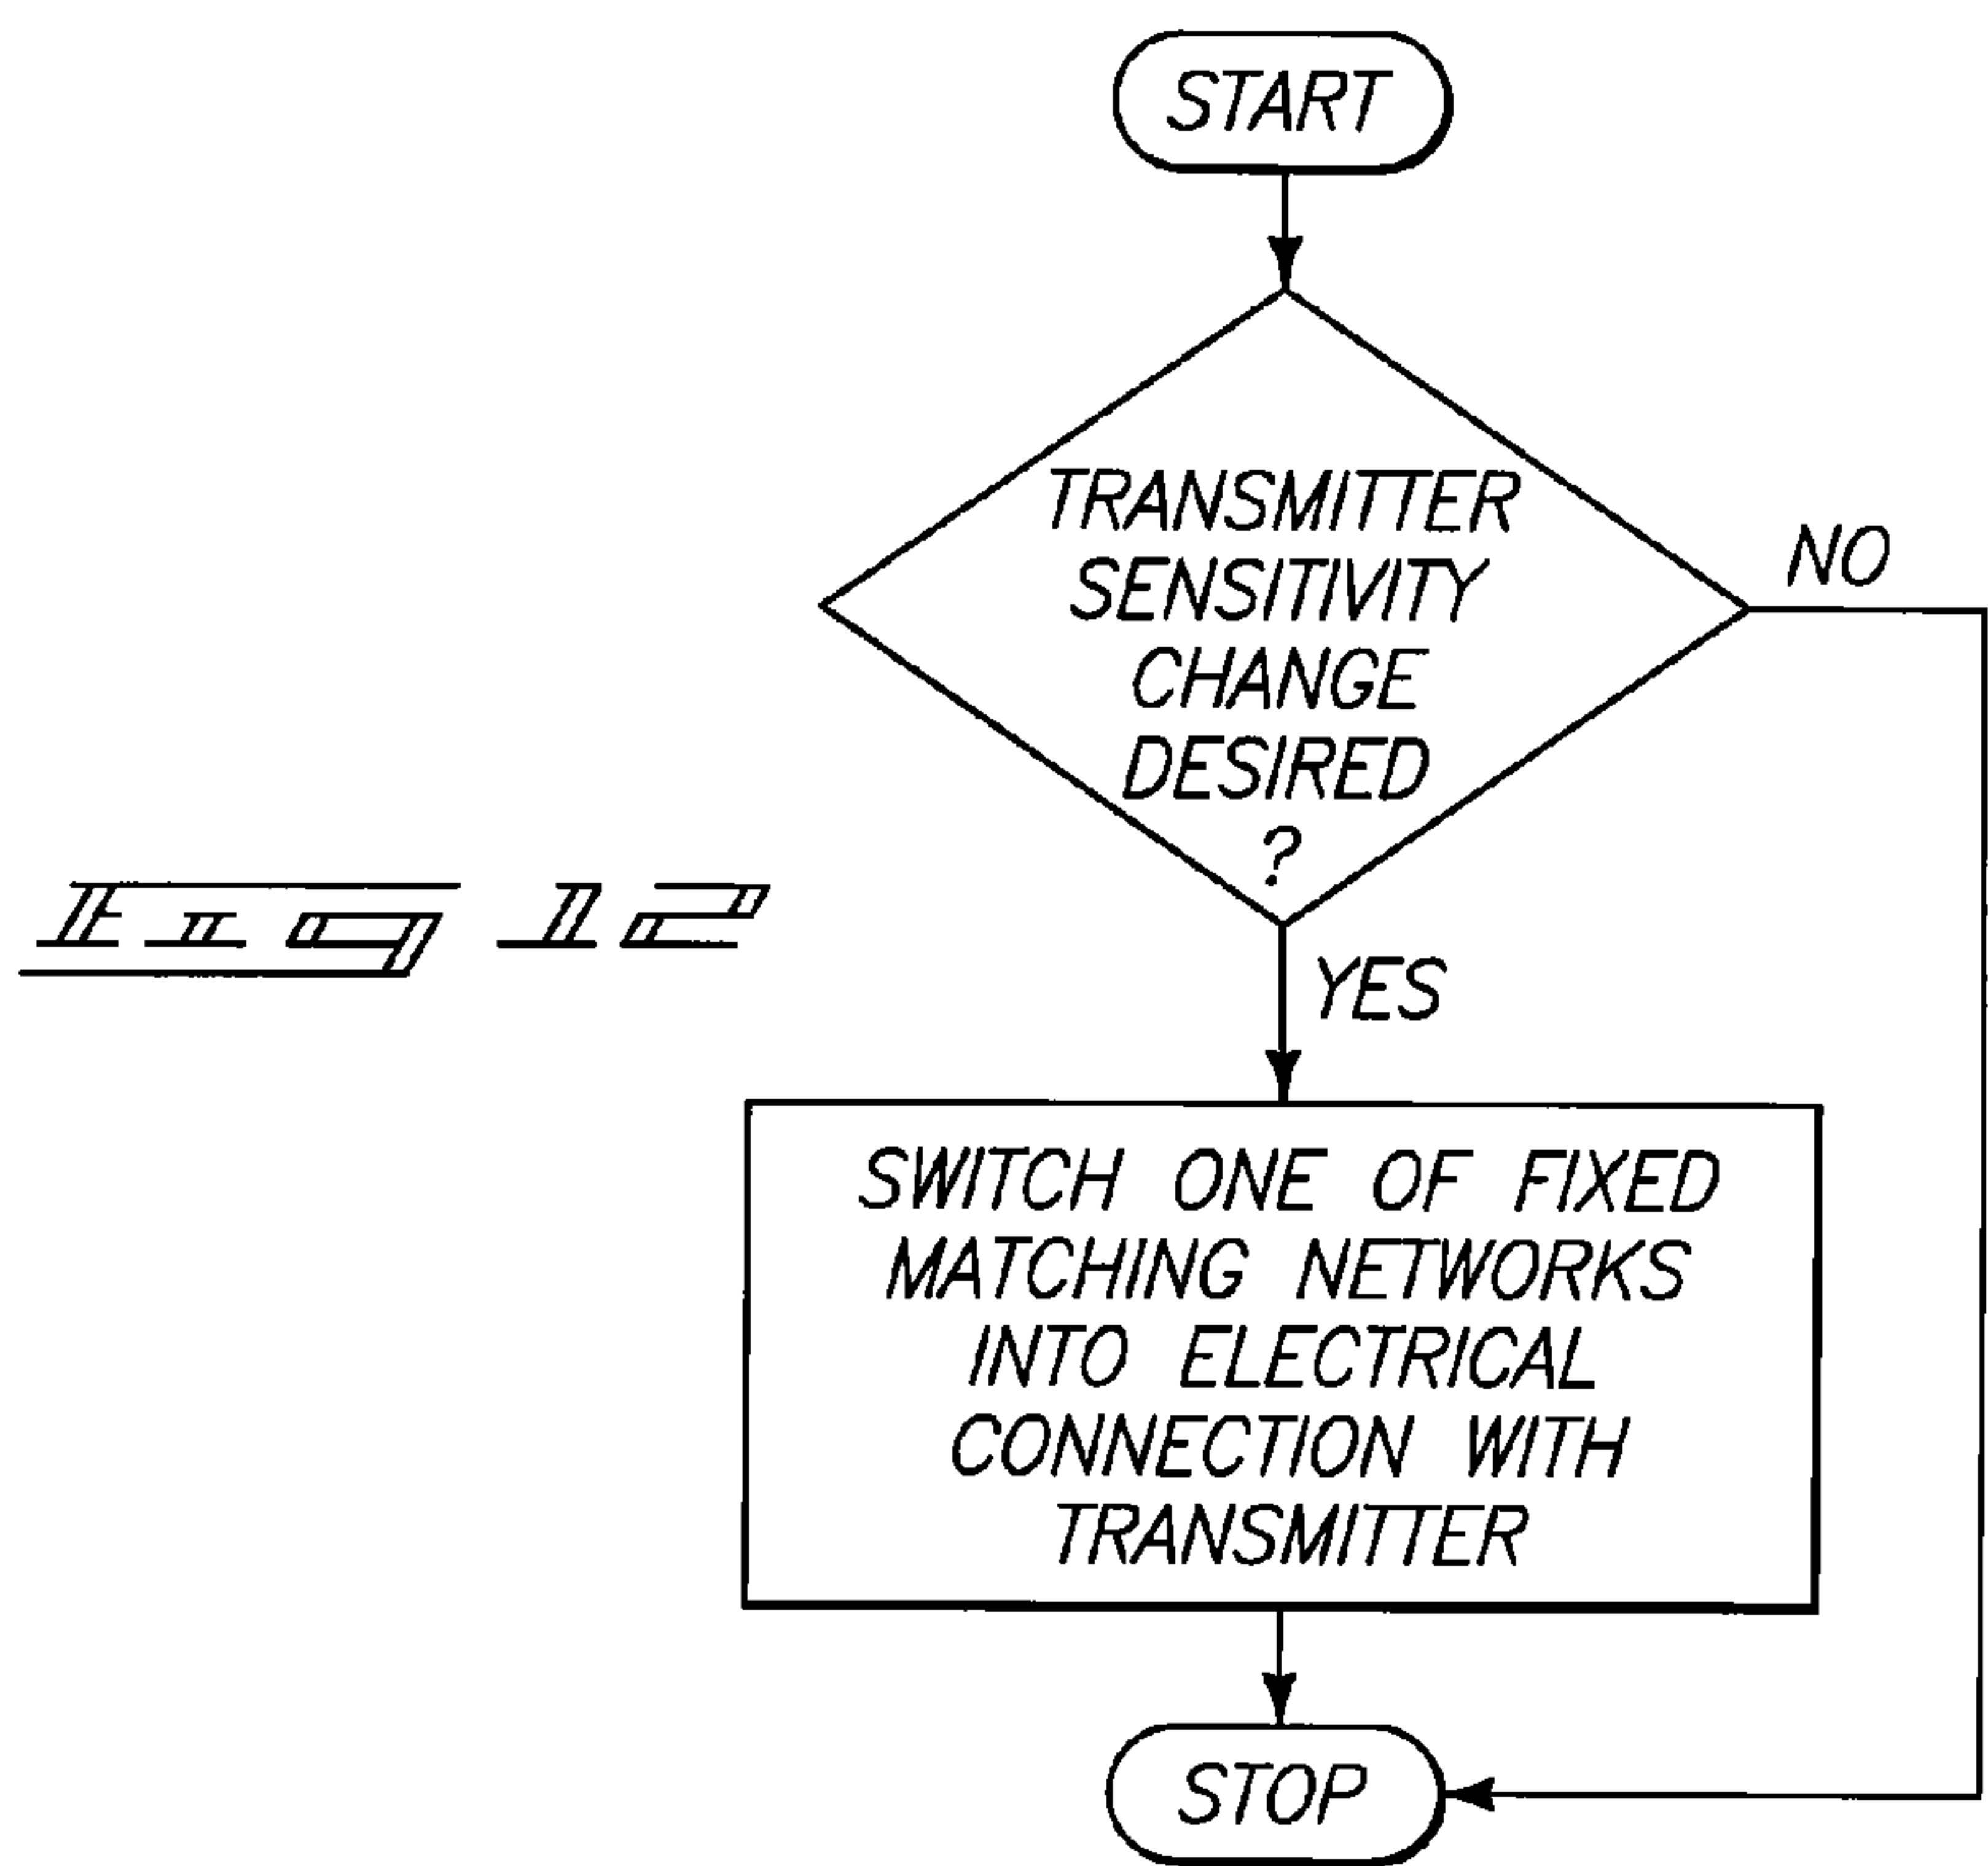 START
TRANSMITTER
SENSITIVITY
CHANGE
DESIRED
?
NO
YES
Fig 12
SWITCH ONE OF FIXED
MATCHING NETWORKS
INTO ELECTRICAL
CONNECTION WITH
TRANSMITTER
STOP